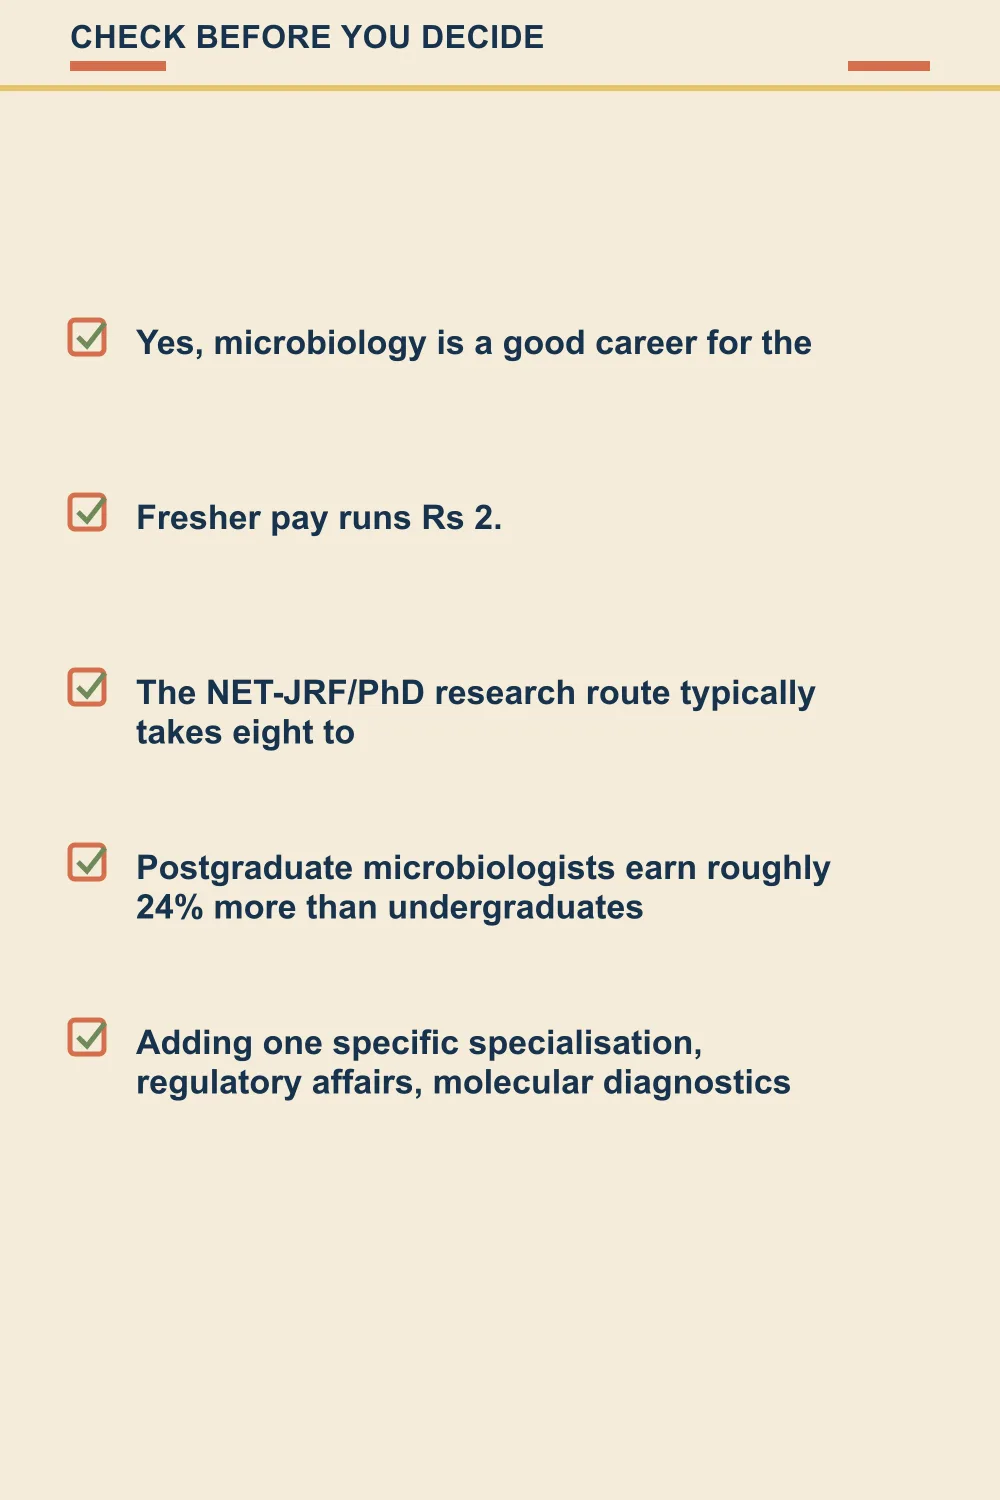 CHECK BEFORE YOU DECIDE
Yes, microbiology is a good career for the
Fresher pay runs Rs 2.
The NET-JRF/PhD research route typically
takes eight to
Postgraduate microbiologists earn roughly
24% more than undergraduates
Adding one specific specialisation,
regulatory affairs, molecular diagnostics